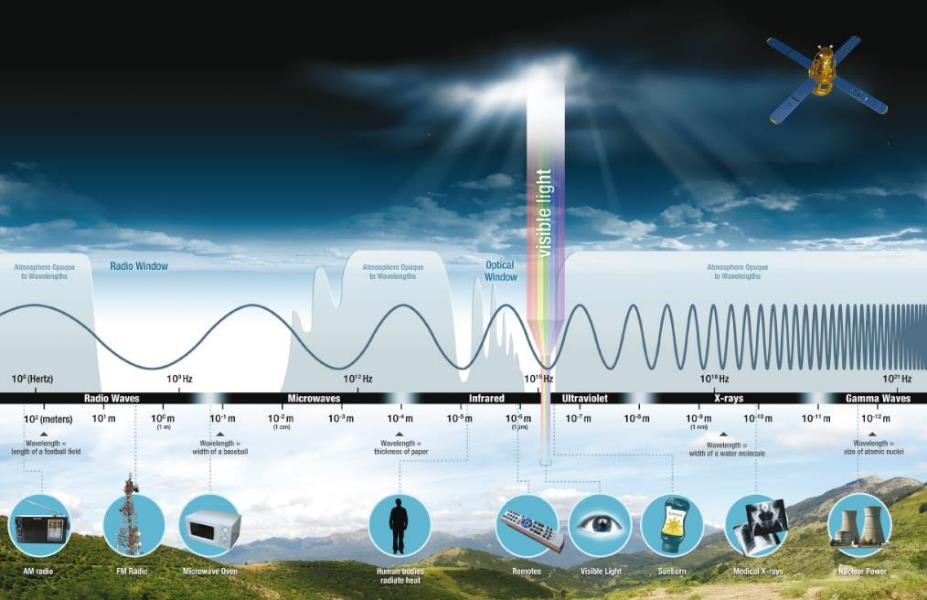 visible light
Atmosphere Opaque
to Wavelengths
Radio Window
Atmosphere Opaque
to Wavelengths
Optical
Window
Atmosphere Opaque
to Wavelengths
10⁶ (Hertz)
10⁹ Hz
10¹² Hz
10¹⁵ Hz
10¹⁸ Hz
10²¹ Hz
Radio Waves
Microwaves
Infrared
Ultraviolet
X-rays
Gamma Waves
10² (meters)
10¹ m
10⁰ m
(1 m)
10⁻¹ m
10⁻² m
(1 cm)
10⁻³ m
10⁻⁴ m
10⁻⁵ m
10⁻⁶ m
(1 μm)
10⁻⁷ m
10⁻⁸ m
10⁻⁹ m
(1 nm)
10⁻¹⁰ m
10⁻¹¹ m
10⁻¹² m
Wavelength =
length of a football field
Wavelength =
width of a baseball
Wavelength =
thickness of paper
Wavelength =
width of a water molecule
Wavelength =
size of atomic nuclei
AM radio
FM Radio
Microwave Oven
Human bodies
radiate heat
Remotes
Visible Light
Sunburn
Medical X-rays
Nuclear Power